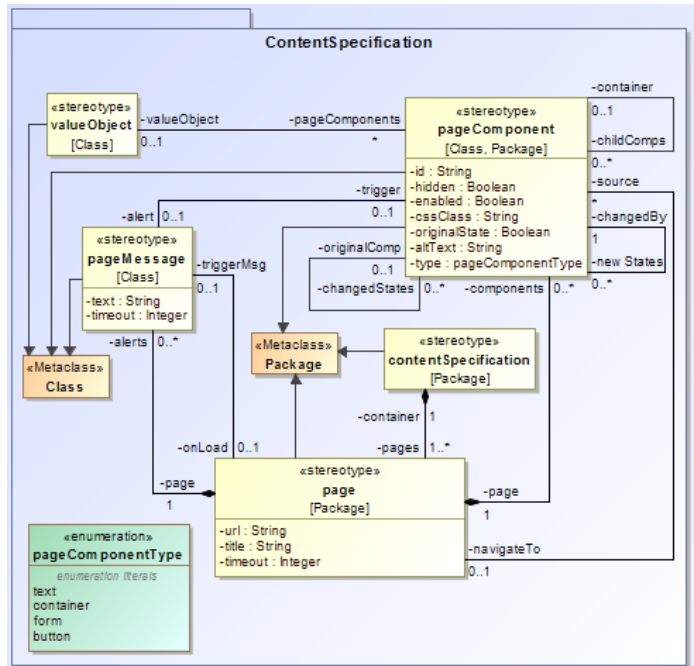 ContentSpecification
«stereotype»
valueObject
[Class]
-valueObject
0..1
-pageComponents
*
«stereotype»
pageComponent
[Class, Package]
-id : String
-hidden : Boolean
-enabled : Boolean
-cssClass : String
-originalState : Boolean
-altText : String
-type : pageComponentType
-container
0..1
-childComps
0..*
-source
*
-changedBy
1
-new States
0..*
-trigger
0..1
-alert
0..1
«stereotype»
pageMessage
[Class]
-text : String
-timeout : Integer
-triggerMsg
0..1
-originalComp
0..1
-changedStates
0..*
-components
0..*
-alerts
0..*
«Metaclass»
Class
«Metaclass»
Package
«stereotype»
contentSpecification
[Package]
-container
1
-onLoad
0..1
-pages
1..*
-page
1
«stereotype»
page
[Package]
-url : String
-title : String
-timeout : Integer
-page
1
-navigateTo
0..1
«enumeration»
pageComponentType
enumeration literals
text
container
form
button